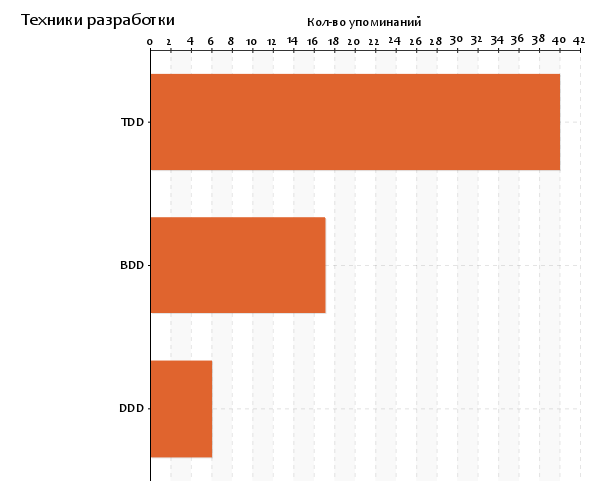 Техники разработки
Кол-во упоминаний
0 2 4 6 8 10 12 14 16 18 20 22 24 26 28 30 32 34 36 38 40 42
TDD
BDD
DDD